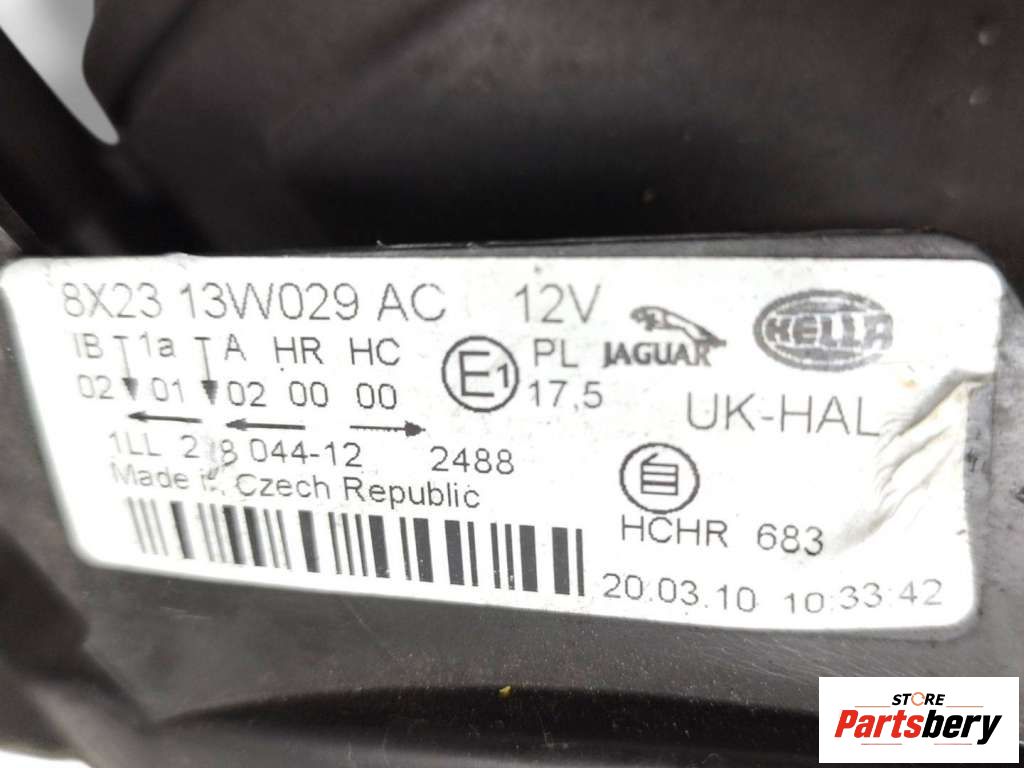 8X23 13W029 AC 12V
JAGUAR
HELLA
IB 1a A HR HC
02 01 02 00 00
E1
PL
17,5
UK-HAL
1LL 2 8 044-12 2488
Made Czech Republic
HCHR 683
20.03.10 10:33:42
STORE
Partsbery